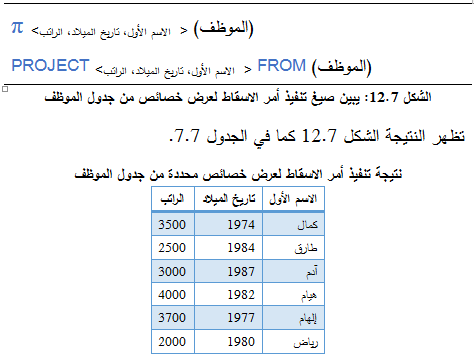 π <الاسم الأول، تاريخ الميلاد، الراتب> (الموظف)
PROJECT <الاسم الأول، تاريخ الميلاد، الراتب> FROM (الموظف)
الشكل 12.7: يبين صيغ تنفيذ أمر الاسقاط لعرض خصائص من جدول الموظف
تظهر النتيجة الشكل 12.7 كما في الجدول 7.7.
نتيجة تنفيذ أمر الاسقاط لعرض خصائص محددة من جدول الموظف
الاسم الأول تاريخ الميلاد الراتب
كمال 1974 3500
طارق 1984 2500
آدم 1987 3000
هيام 1982 4000
إلهام 1977 3700
رياض 1980 2000